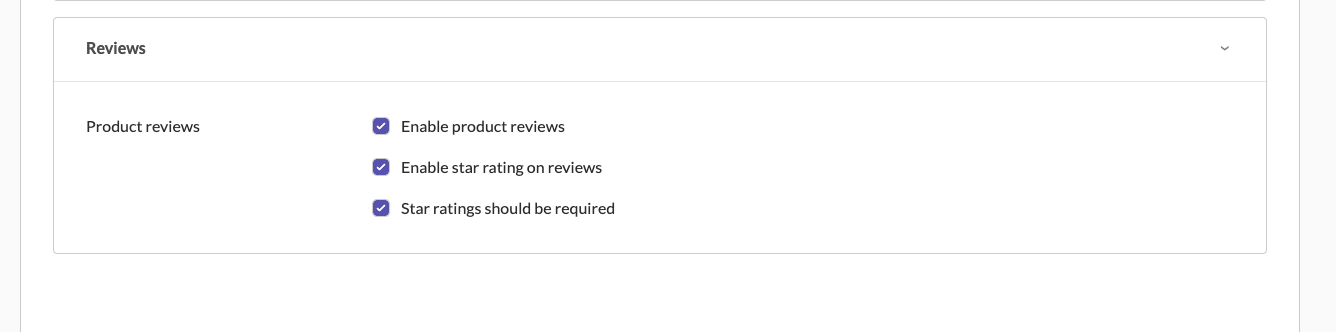 Reviews
Product reviews
Enable product reviews
Enable star rating on reviews
Star ratings should be required